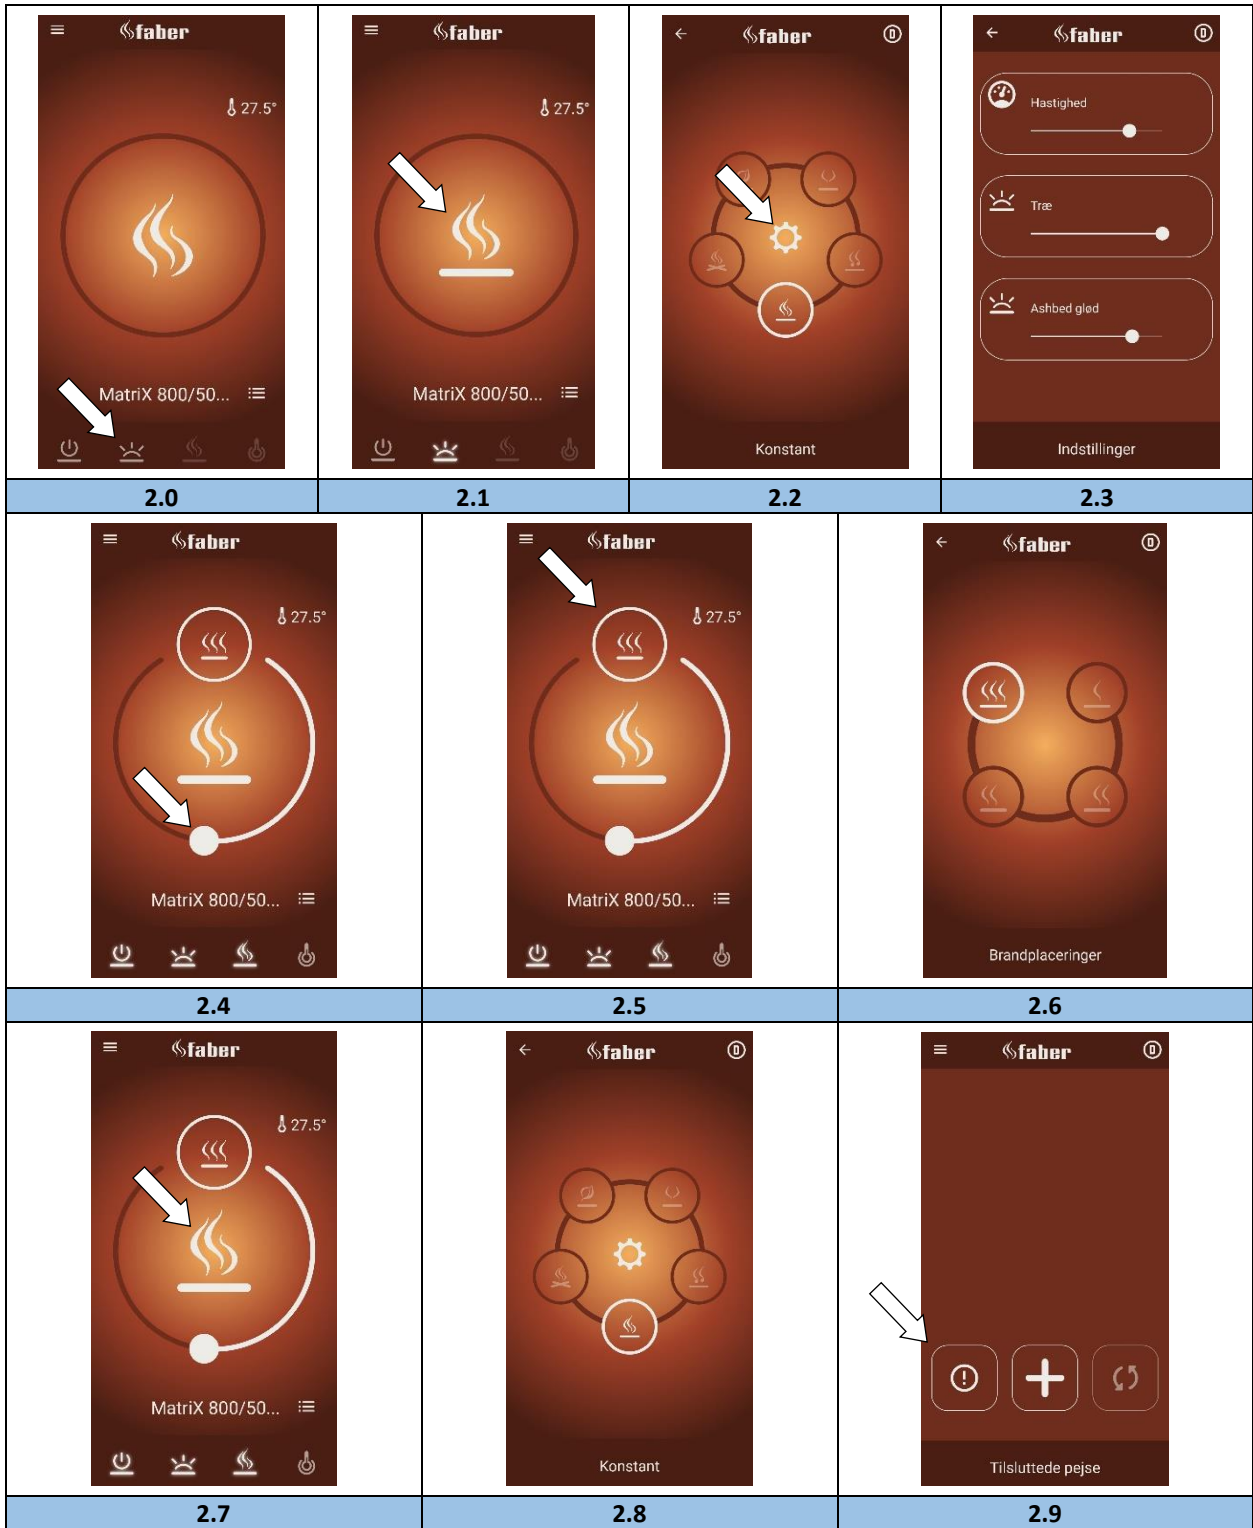 faber
27.5°
MatriX 800/50...
faber
27.5°
MatriX 800/50...
faber
Konstant
faber
Hastighed
Træ
Ashbed glød
Indstillinger
2.0
2.1
2.2
2.3
faber
27.5°
MatriX 800/50...
faber
27.5°
MatriX 800/50...
faber
Brandplaceringer
2.4
2.5
2.6
faber
27.5°
MatriX 800/50...
faber
Konstant
faber
Tilsluttede pejse
2.7
2.8
2.9